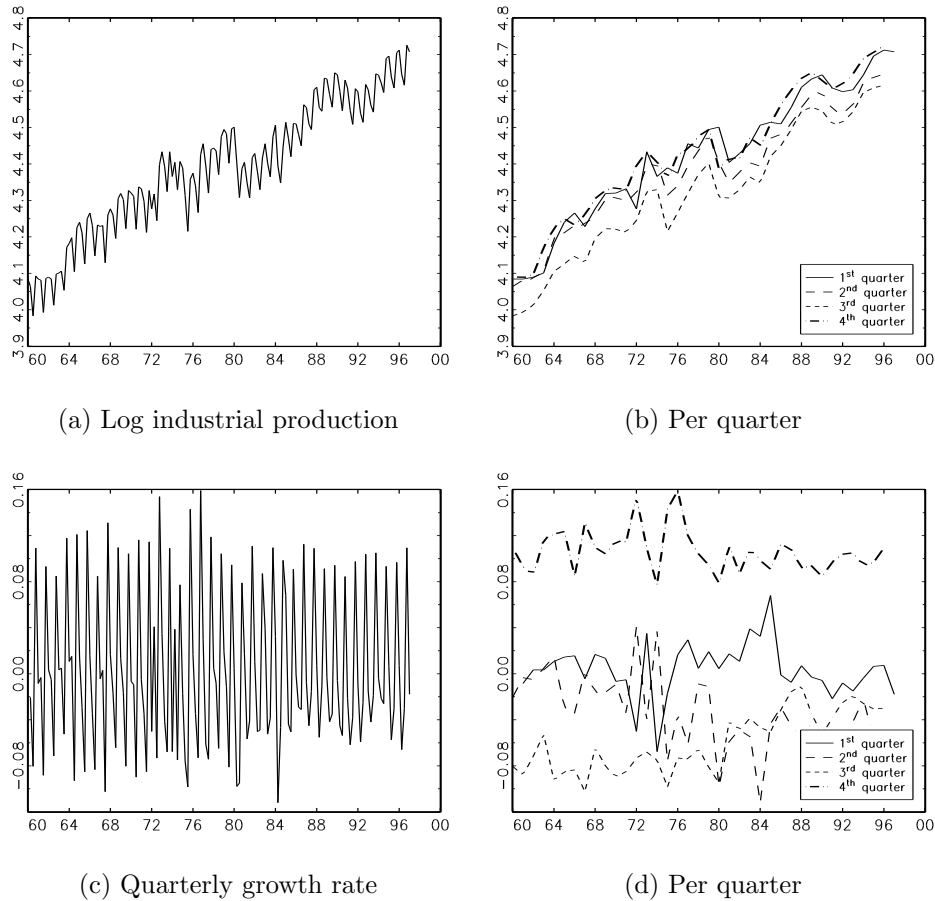 4.8
4.7
4.6
4.5
4.4
4.3
4.2
4.1
4.0
3.9
60 64 68 72 76 80 84 88 92 96 00
(a) Log industrial production
4.8
4.7
4.6
4.5
4.4
4.3
4.2
4.1
4.0
3.9
1st quarter
2nd quarter
3rd quarter
4th quarter
60 64 68 72 76 80 84 88 92 96 00
(b) Per quarter
0.16
0.08
0.00
-0.08
60 64 68 72 76 80 84 88 92 96 00
(c) Quarterly growth rate
0.16
0.08
0.00
-0.08
1st quarter
2nd quarter
3rd quarter
4th quarter
60 64 68 72 76 80 84 88 92 96 00
(d) Per quarter